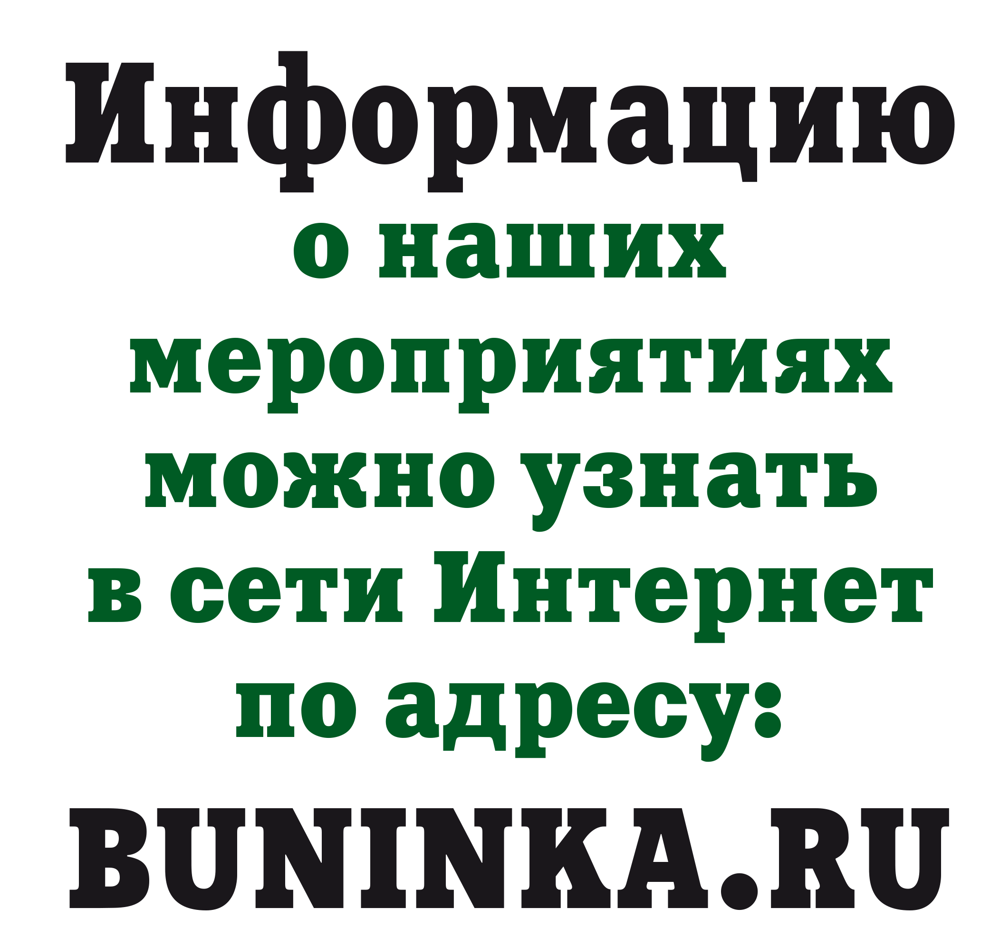 Информацию
о наших
мероприятиях
можно узнать
в сети Интернет
по адресу:
BUNINKA.RU